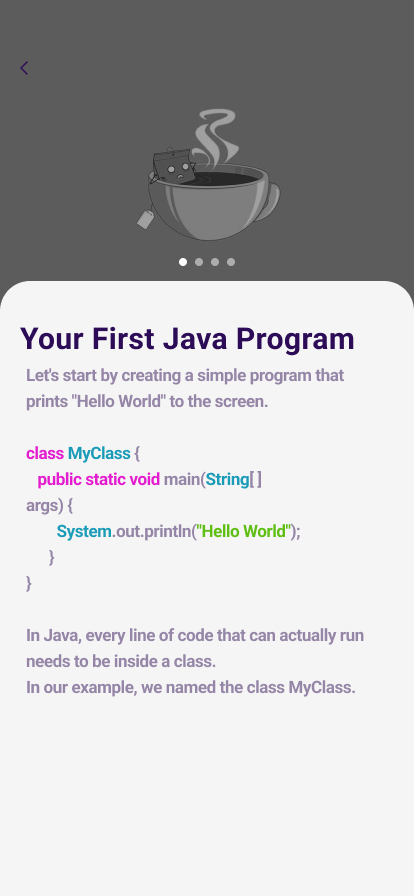 Your First Java Program
Let's start by creating a simple program that
prints "Hello World" to the screen.
class MyClass {
public static void main(String[ ]
args) {
System.out.println("Hello World");
}
}
In Java, every line of code that can actually run
needs to be inside a class.
In our example, we named the class MyClass.